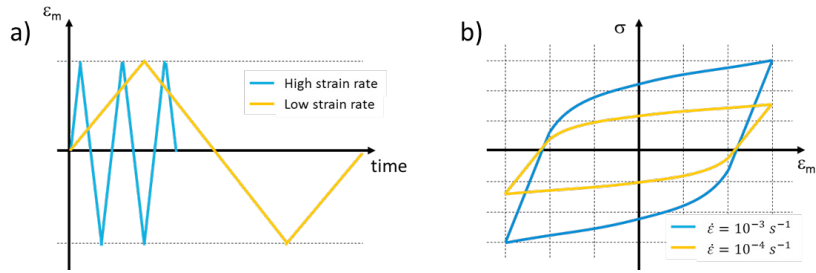 a)
εₘ
High strain rate
Low strain rate
time
b)
σ
εₘ
ε̇ = 10⁻³ s⁻¹
ε̇ = 10⁻⁴ s⁻¹